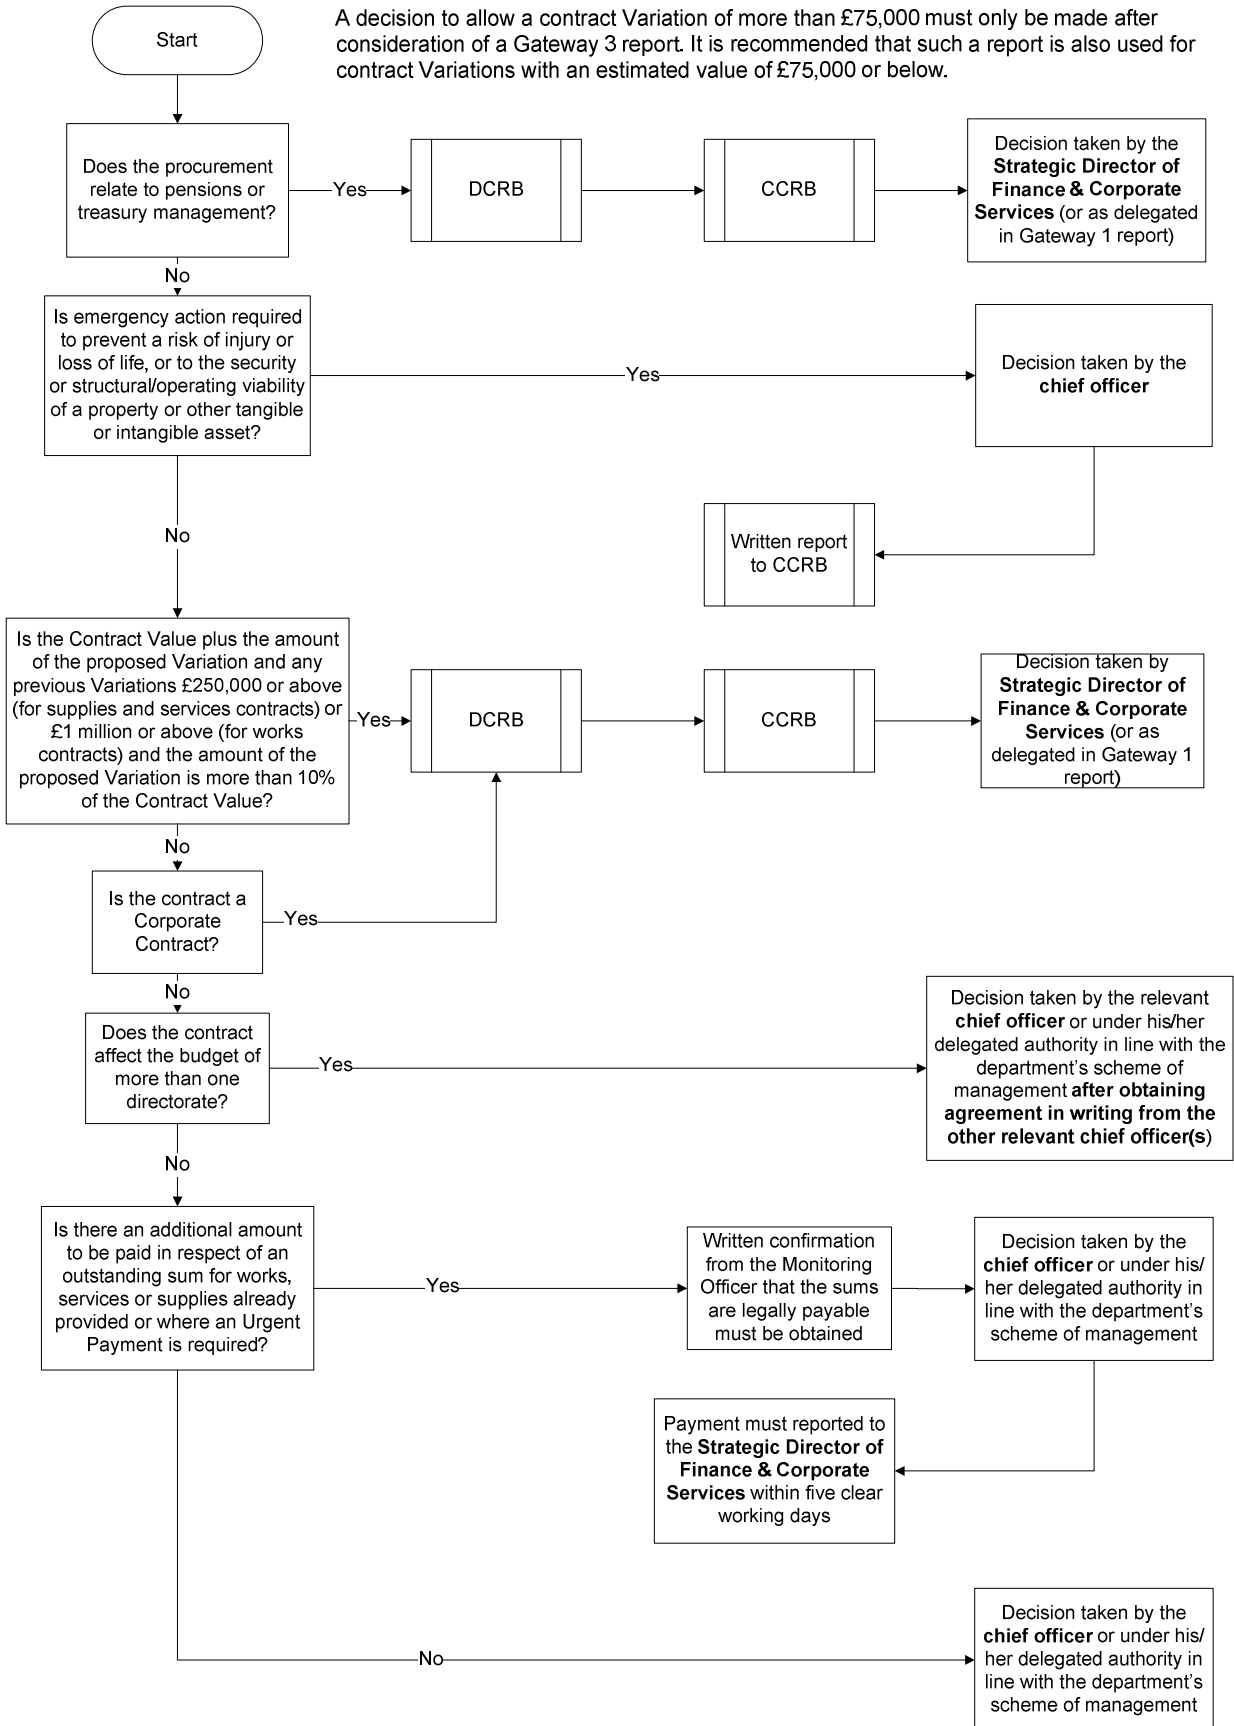 Start
A decision to allow a contract Variation of more than £75,000 must only be made after
consideration of a Gateway 3 report. It is recommended that such a report is also used for
contract Variations with an estimated value of £75,000 or below.
Does the procurement
relate to pensions or
treasury management?
Yes
DCRB
CCRB
Decision taken by the
Strategic Director of
Finance & Corporate
Services (or as delegated
in Gateway 1 report)
No
Is emergency action required
to prevent a risk of injury or
loss of life, or to the security
or structural/operating viability
of a property or other tangible
or intangible asset?
Yes
Decision taken by the
chief officer
Written report
to CCRB
No
Is the Contract Value plus the amount
of the proposed Variation and any
previous Variations £250,000 or above
(for supplies and services contracts) or
£1 million or above (for works
contracts) and the amount of the
proposed Variation is more than 10%
of the Contract Value?
Yes
DCRB
CCRB
Decision taken by
Strategic Director of
Finance & Corporate
Services (or as
delegated in Gateway 1
report)
No
Is the contract a
Corporate
Contract?
Yes
No
Does the contract
affect the budget of
more than one
directorate?
Yes
Decision taken by the relevant
chief officer or under his/her
delegated authority in line with the
department's scheme of
management after obtaining
agreement in writing from the
other relevant chief officer(s)
No
Is there an additional amount
to be paid in respect of an
outstanding sum for works,
services or supplies already
provided or where an Urgent
Payment is required?
Yes
Written confirmation
from the Monitoring
Officer that the sums
are legally payable
must be obtained
Decision taken by the
chief officer or under his/
her delegated authority in
line with the department's
scheme of management
Payment must reported to
the Strategic Director of
Finance & Corporate
Services within five clear
working days
No
Decision taken by the
chief officer or under his/
her delegated authority in
line with the department's
scheme of management